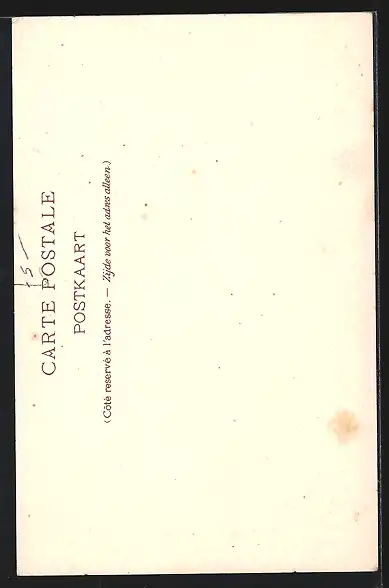 15 –
CARTE POSTALE
POSTKAART
(Côté reservé à l'adresse. — Zijde voor het adres alleen.)